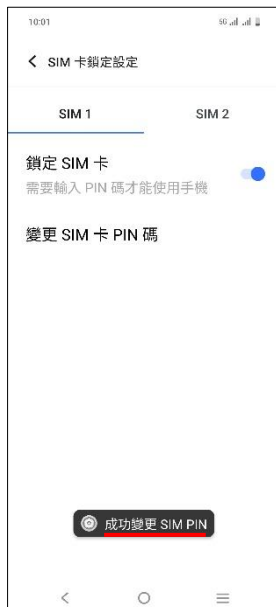 10:01
5G
SIM 卡鎖定設定
SIM 1
SIM 2
鎖定 SIM 卡
需要輸入 PIN 碼才能使用手機
變更 SIM 卡 PIN 碼
成功變更 SIM PIN